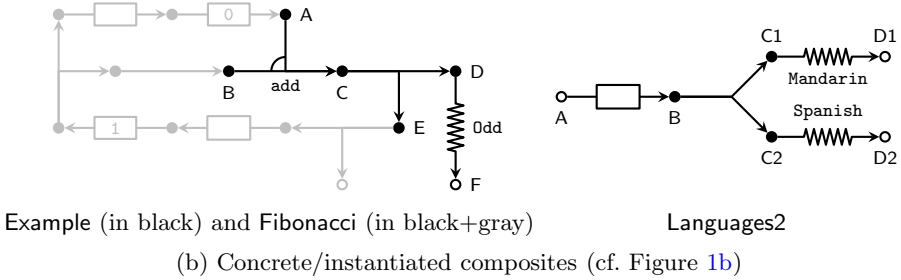 0 A
B add C D
1 E Odd
F
C1 D1
Mandarin
A B
Spanish
C2 D2
Example (in black) and Fibonacci (in black+gray) Languages2
(b) Concrete/instantiated composites (cf. Figure 1b)